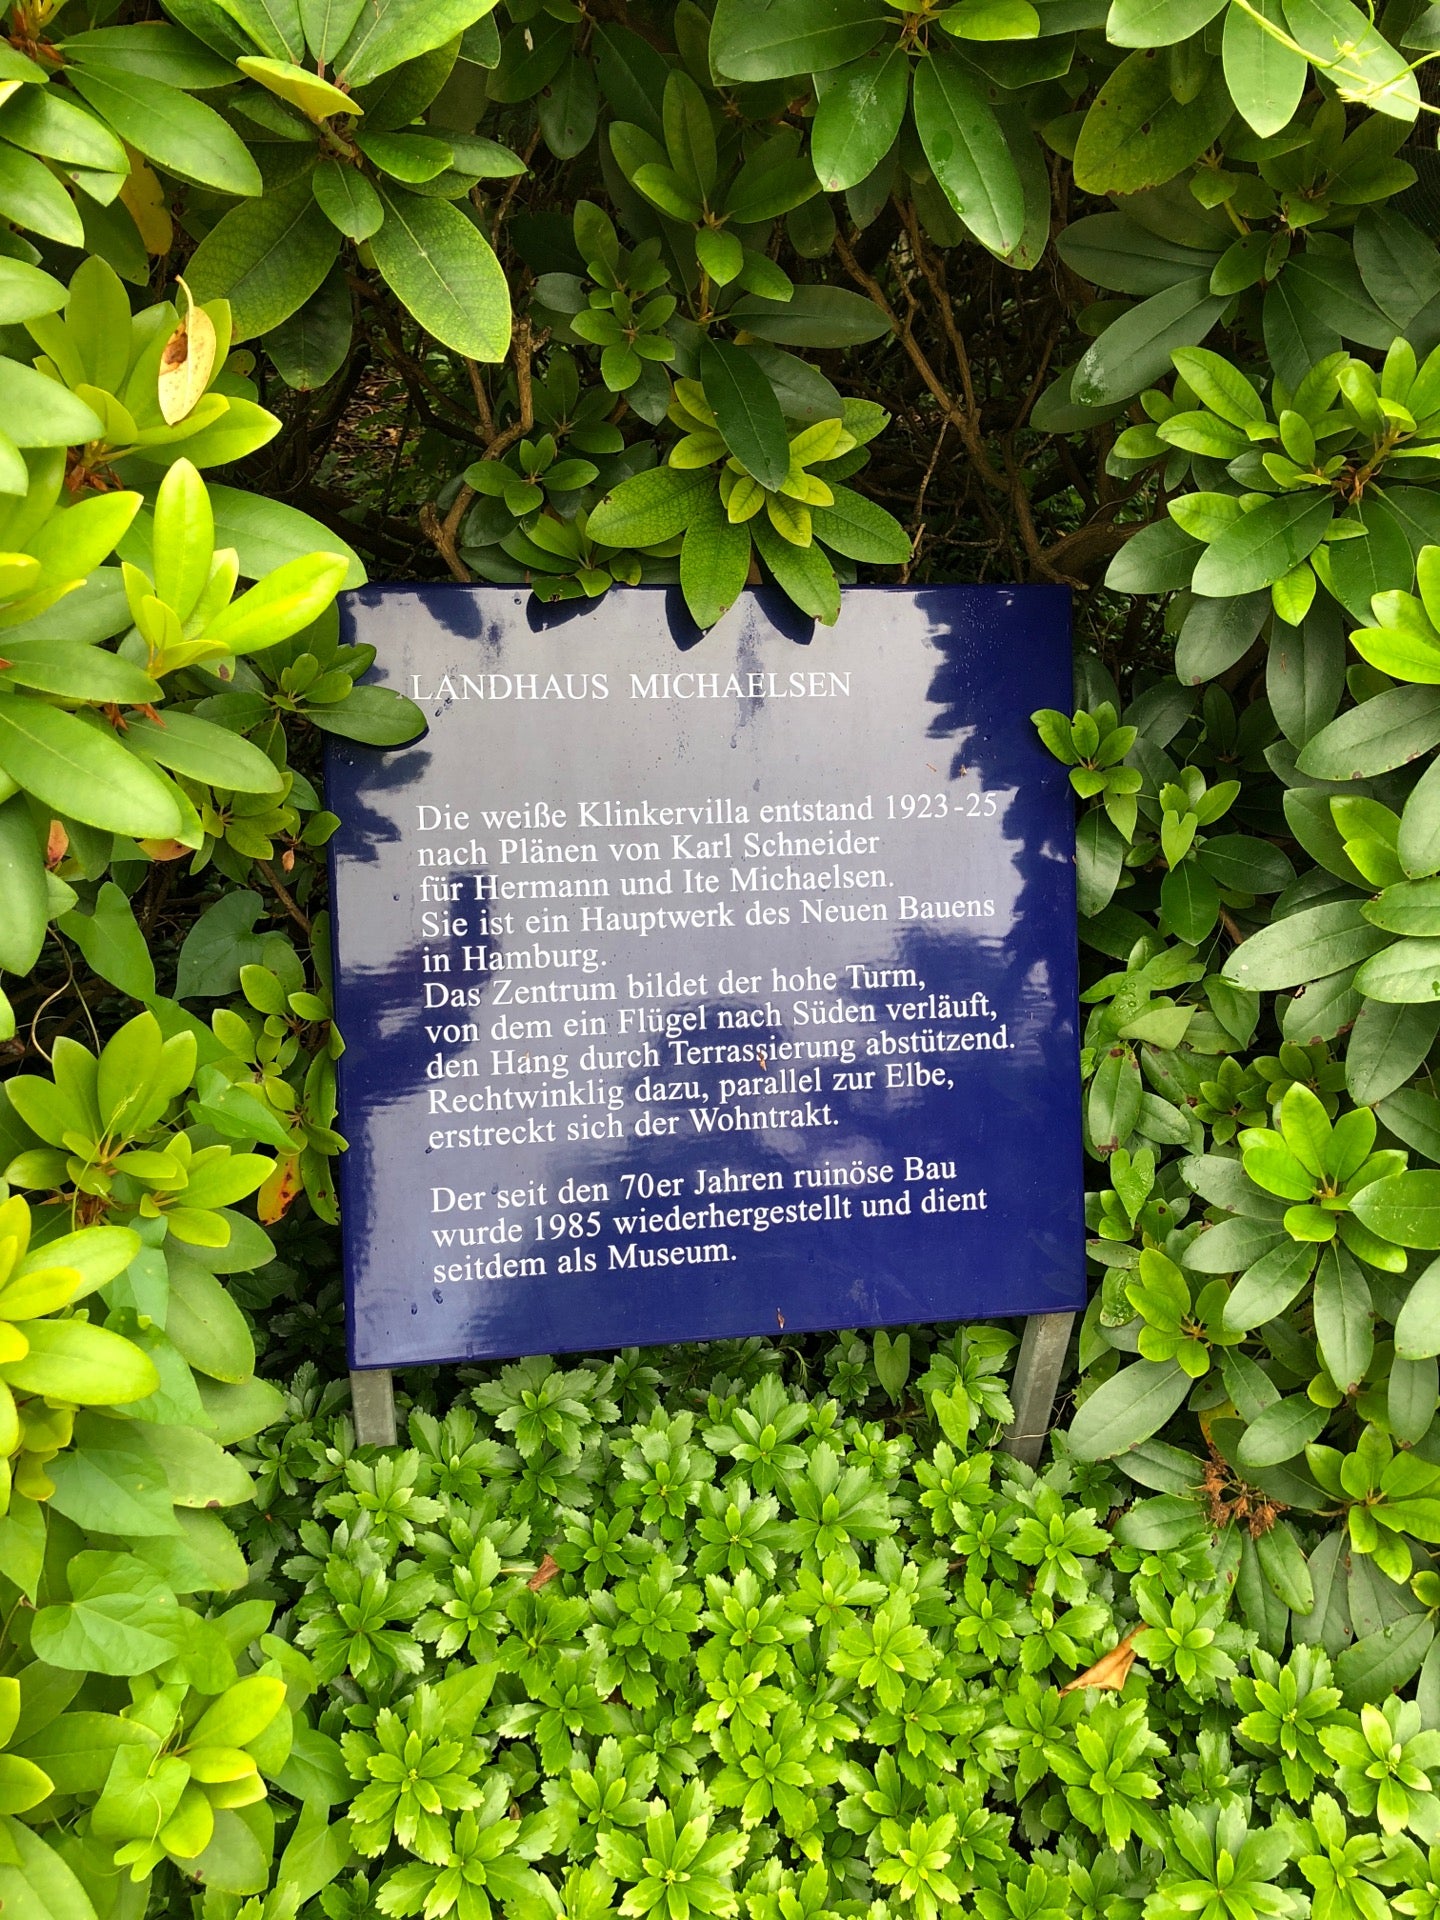 LANDHAUS MICHAELSEN
Die weiße Klinkervilla entstand 1923-25
nach Plänen von Karl Schneider
für Hermann und Ite Michaelsen.
Sie ist ein Hauptwerk des Neuen Bauens
in Hamburg.
Das Zentrum bildet der hohe Turm,
von dem ein Flügel nach Süden verläuft,
den Hang durch Terrassierung abstützend.
Rechtwinklig dazu, parallel zur Elbe,
erstreckt sich der Wohntrakt.
Der seit den 70er Jahren ruinöse Bau
wurde 1985 wiederhergestellt und dient
seitdem als Museum.